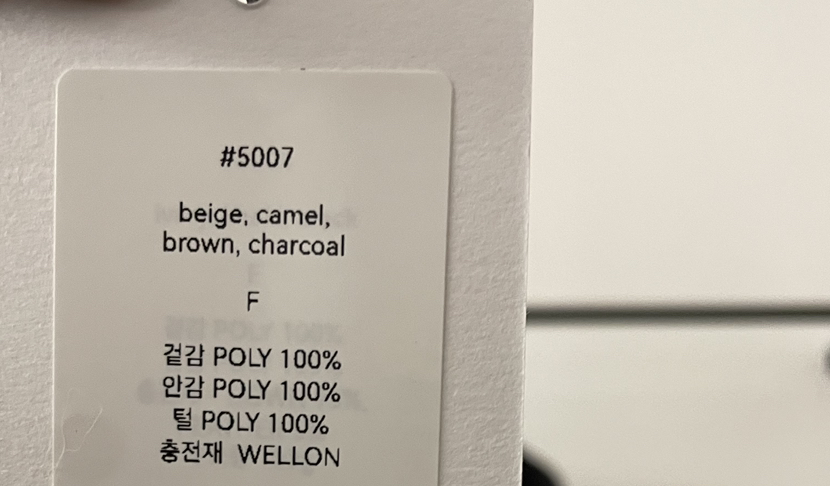 #5007
beige, camel,
brown, charcoal
F
겉감 POLY 100%
안감 POLY 100%
털 POLY 100%
충전재 WELLON